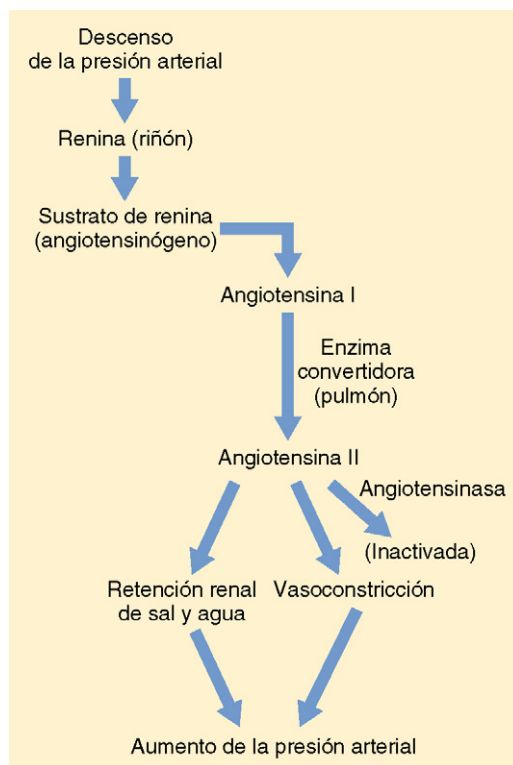 Descenso
de la presión arterial
Renina (riñón)
Sustrato de renina
(angiotensinógeno)
Angiotensina I
Enzima
convertidora
(pulmón)
Angiotensina II
Angiotensinasa
(Inactivada)
Retención renal
de sal y agua
Vasoconstricción
Aumento de la presión arterial